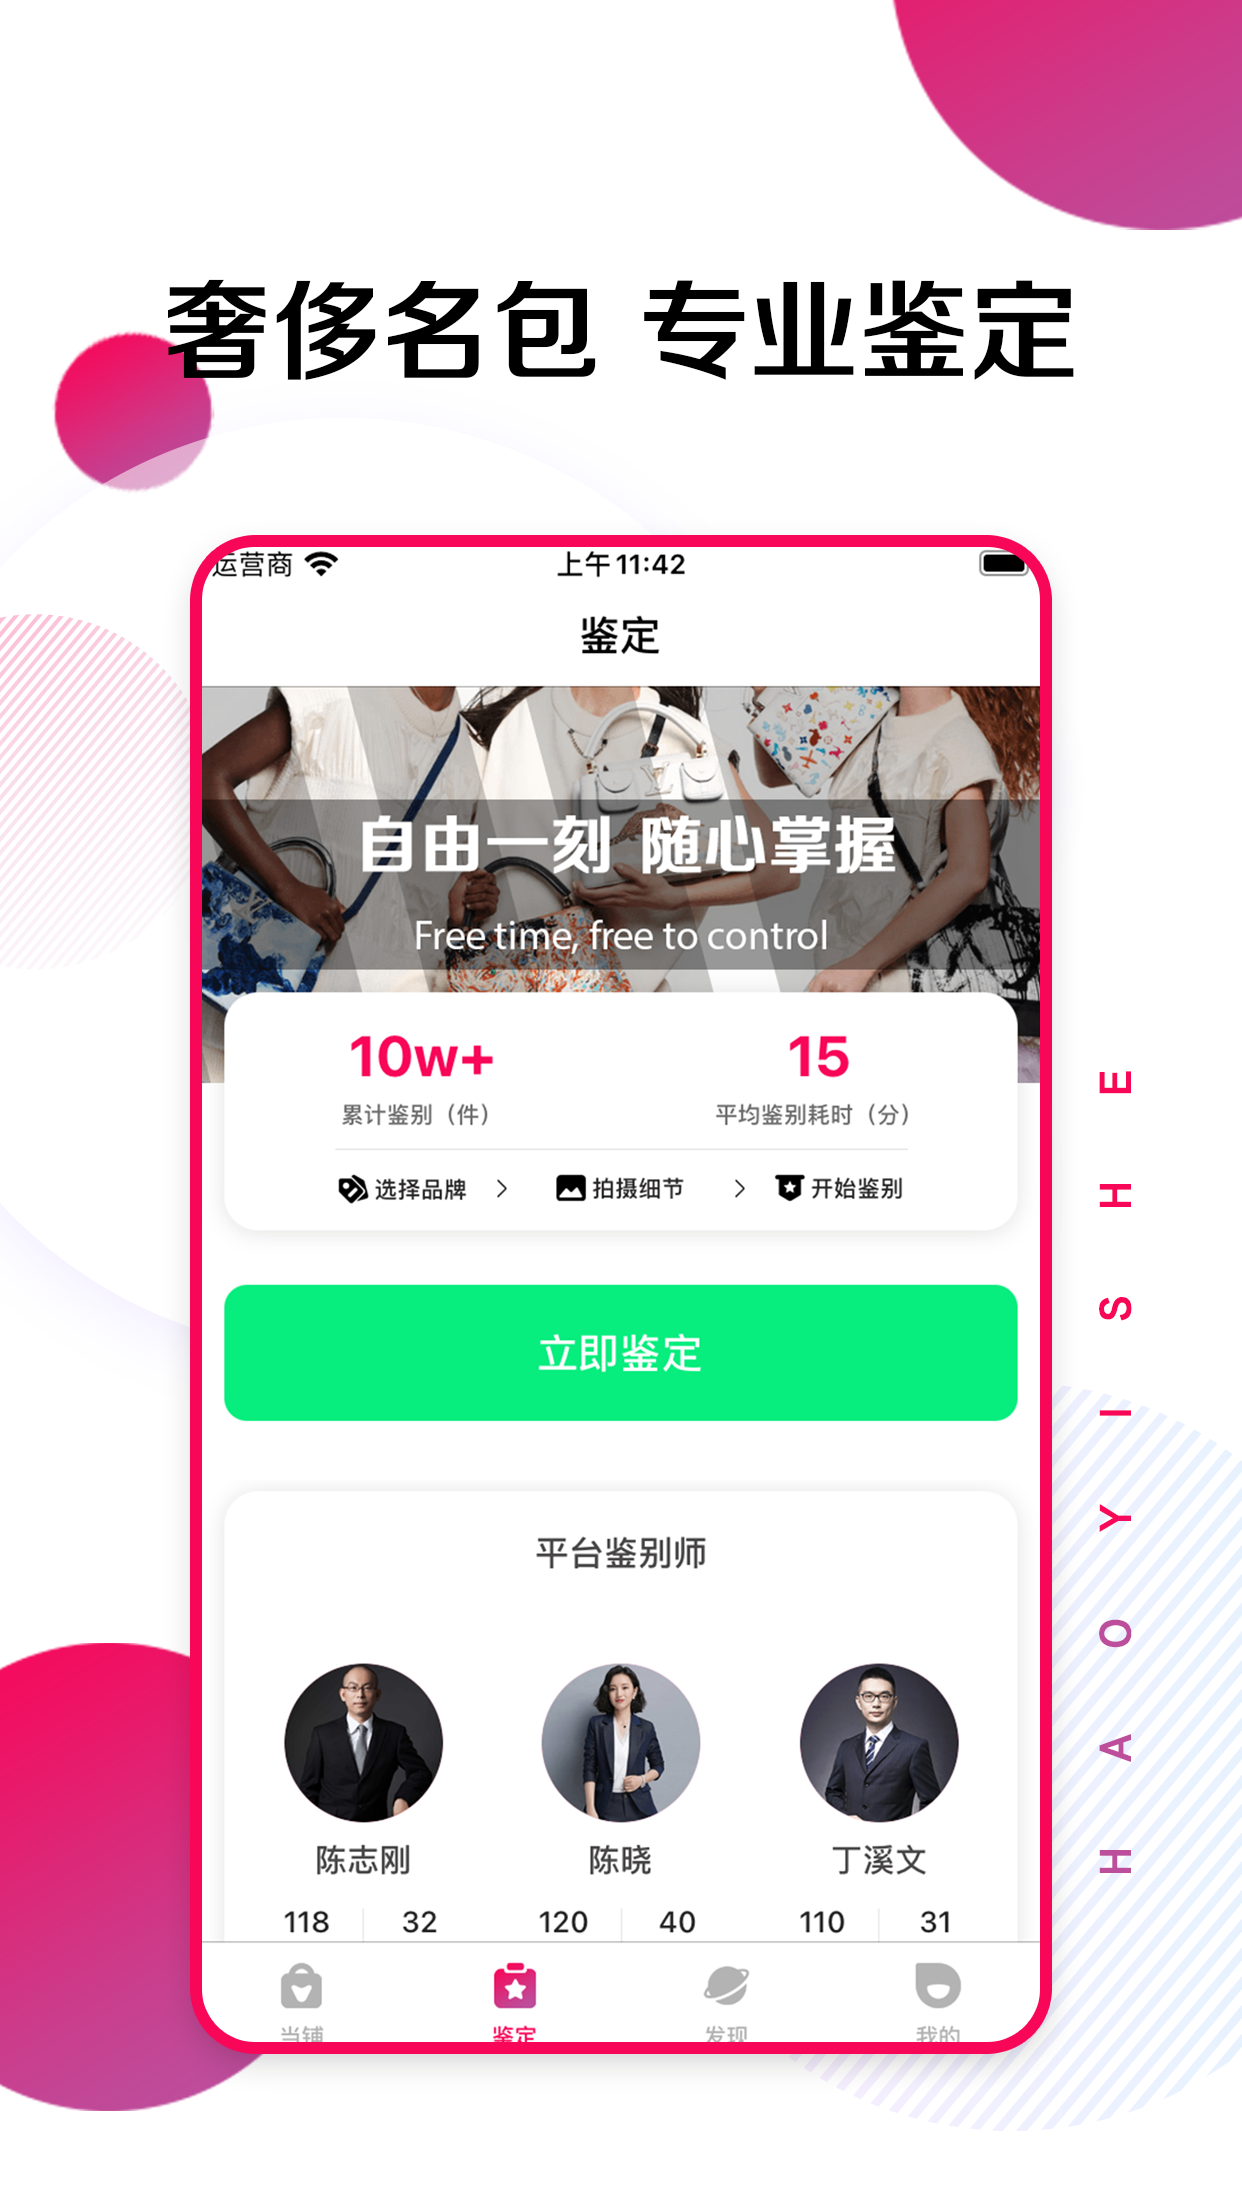 奢侈名包 专业鉴定
运营商 上午11:42
鉴定
自由一刻 随心掌握
Free time, free to control
10w+ 15
累计鉴别（件） 平均鉴别耗时（分）
选择品牌 拍摄细节 开始鉴别
立即鉴定
平台鉴别师
陈志刚 陈晓 丁溪文
118 32 120 40 110 31
当铺 鉴定 发现 我的
HAOYISHE